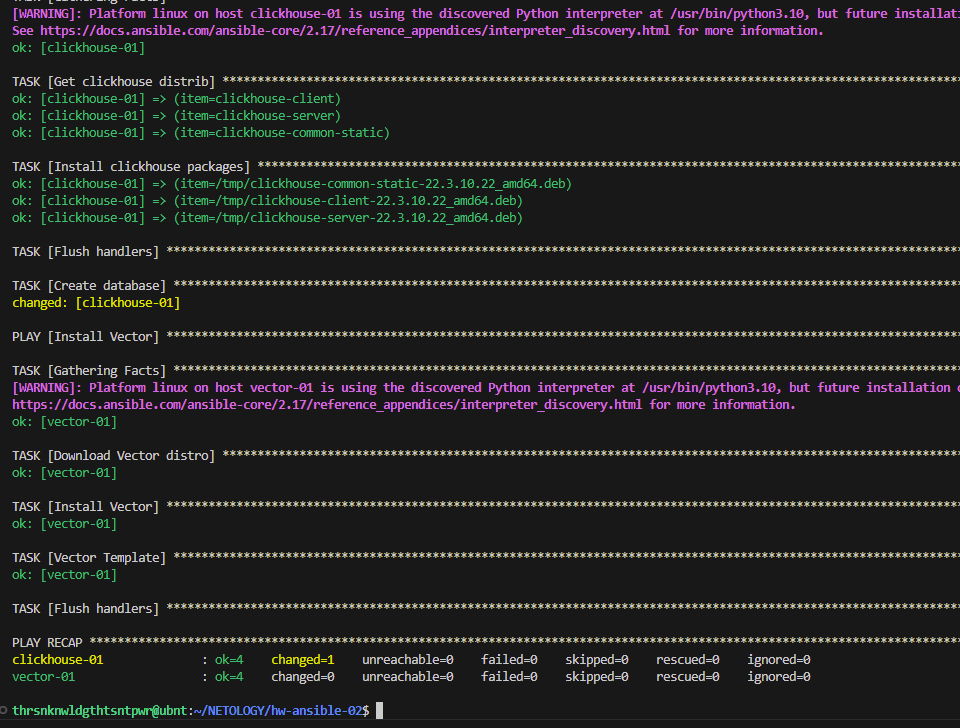 [WARNING]: Platform linux on host clickhouse-01 is using the discovered Python interpreter at /usr/bin/python3.10, but future
See https://docs.ansible.com/ansible-core/2.17/reference_appendices/interpreter_discovery.html for more information.
ok: [clickhouse-01]
TASK [Get clickhouse distrib] *********************************************************************************************************
ok: [clickhouse-01] => (item=clickhouse-client)
ok: [clickhouse-01] => (item=clickhouse-server)
ok: [clickhouse-01] => (item=clickhouse-common-static)
TASK [Install clickhouse packages] ****************************************************************************************************
ok: [clickhouse-01] => (item=/tmp/clickhouse-common-static-22.3.10.22_amd64.deb)
ok: [clickhouse-01] => (item=/tmp/clickhouse-client-22.3.10.22_amd64.deb)
ok: [clickhouse-01] => (item=/tmp/clickhouse-server-22.3.10.22_amd64.deb)
TASK [Flush handlers] *****************************************************************************************************************
TASK [Create database] ****************************************************************************************************************
changed: [clickhouse-01]
PLAY [Install Vector] *****************************************************************************************************************
TASK [Gathering Facts] ****************************************************************************************************************
[WARNING]: Platform linux on host vector-01 is using the discovered Python interpreter at /usr/bin/python3.10, but future installation
https://docs.ansible.com/ansible-core/2.17/reference_appendices/interpreter_discovery.html for more information.
ok: [vector-01]
TASK [Download Vector distro] *********************************************************************************************************
ok: [vector-01]
TASK [Install Vector] *****************************************************************************************************************
ok: [vector-01]
TASK [Vector Template] ****************************************************************************************************************
ok: [vector-01]
TASK [Flush handlers] *****************************************************************************************************************
PLAY RECAP ****************************************************************************************************************************
clickhouse-01 : ok=4 changed=1 unreachable=0 failed=0 skipped=0 rescued=0 ignored=0
vector-01 : ok=4 changed=0 unreachable=0 failed=0 skipped=0 rescued=0 ignored=0
thrsnknwldgthtsntpwr@ubnt:~/NETOLOGY/hw-ansible-02$